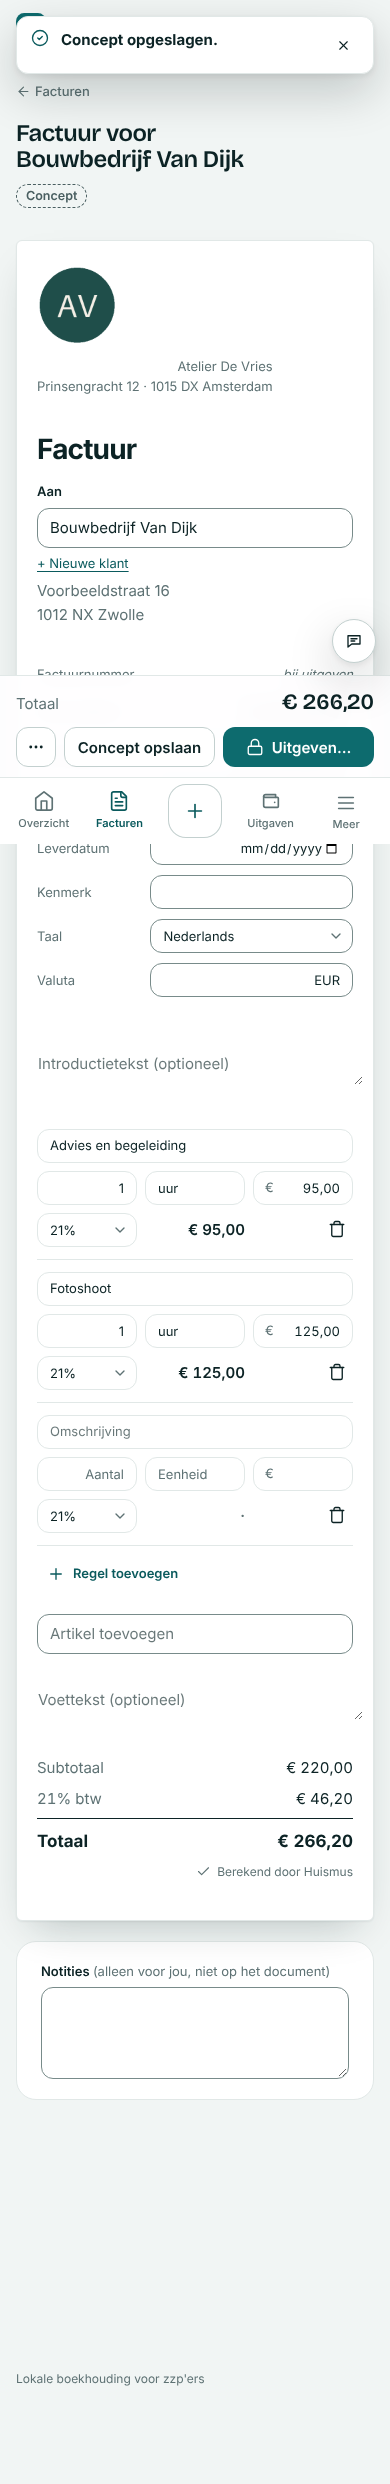 Concept opgeslagen.
Facturen
Factuur voor
Bouwbedrijf Van Dijk
Concept
AV
Atelier De Vries
Prinsengracht 12 · 1015 DX Amsterdam
Factuur
Aan
Bouwbedrijf Van Dijk
+ Nieuwe klant
Voorbeeldstraat 16
1012 NX Zwolle
Factuurnummer bij uitgeven
Totaal € 266,20
Concept opslaan Uitgeven...
Overzicht Facturen Uitgaven Meer
Leverdatum mm/dd/yyyy
Kenmerk
Taal Nederlands
Valuta EUR
Introductietekst (optioneel)
Advies en begeleiding
1 uur € 95,00
21% € 95,00
Fotoshoot
1 uur € 125,00
21% € 125,00
Omschrijving
Aantal Eenheid €
21% ·
Regel toevoegen
Artikel toevoegen
Voettekst (optioneel)
Subtotaal € 220,00
21% btw € 46,20
Totaal € 266,20
Berekend door Huismus
Notities (alleen voor jou, niet op het document)
Lokale boekhouding voor zzp'ers